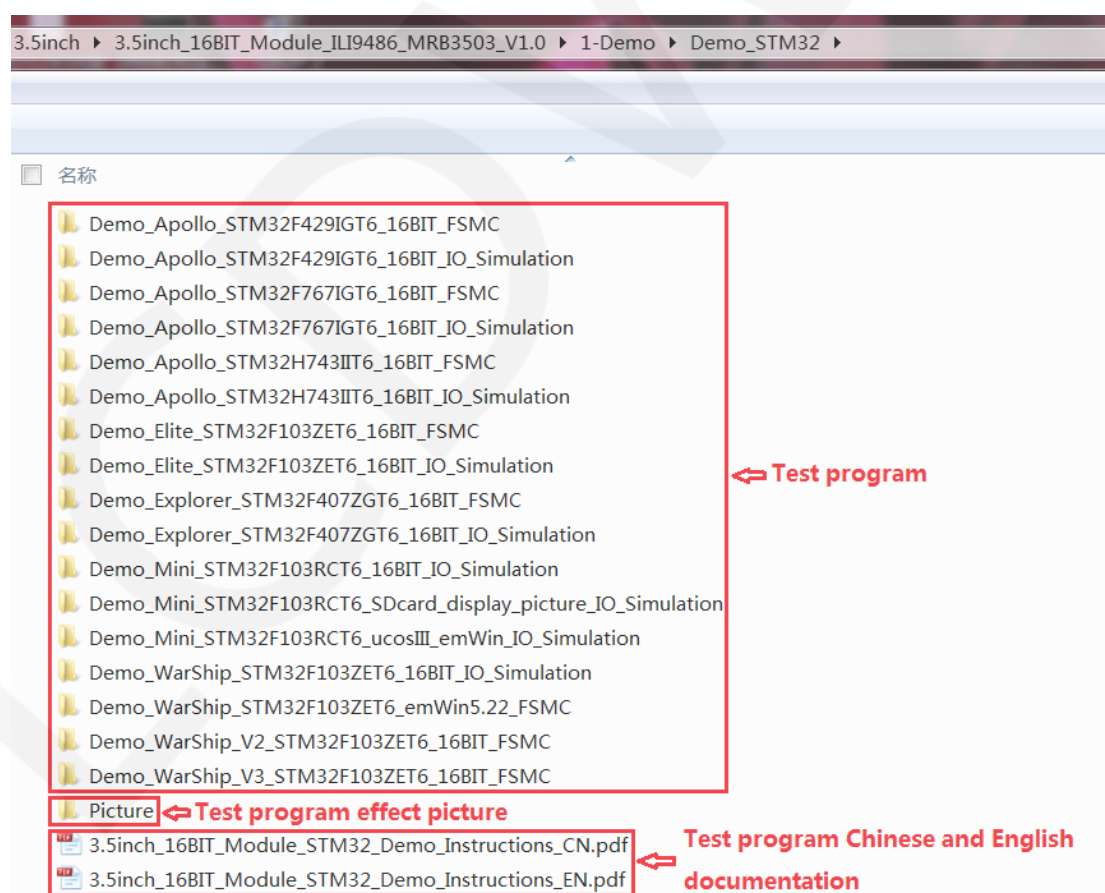 3.5inch ▸ 3.5inch_16BIT_Module_ILI9486_MRB3503_V1.0 ▸ 1-Demo ▸ Demo_STM32 ▸
名称
Demo_Apollo_STM32F429IGT6_16BIT_FSMC
Demo_Apollo_STM32F429IGT6_16BIT_IO_Simulation
Demo_Apollo_STM32F767IGT6_16BIT_FSMC
Demo_Apollo_STM32F767IGT6_16BIT_IO_Simulation
Demo_Apollo_STM32H743IIT6_16BIT_FSMC
Demo_Apollo_STM32H743IIT6_16BIT_IO_Simulation
Demo_Elite_STM32F103ZET6_16BIT_FSMC
Demo_Elite_STM32F103ZET6_16BIT_IO_Simulation
Test program
Demo_Explorer_STM32F407ZGT6_16BIT_FSMC
Demo_Explorer_STM32F407ZGT6_16BIT_IO_Simulation
Demo_Mini_STM32F103RCT6_16BIT_IO_Simulation
Demo_Mini_STM32F103RCT6_SDcard_display_picture_IO_Simulation
Demo_Mini_STM32F103RCT6_ucosIII_emWin_IO_Simulation
Demo_WarShip_STM32F103ZET6_16BIT_IO_Simulation
Demo_WarShip_STM32F103ZET6_emWin5.22_FSMC
Demo_WarShip_V2_STM32F103ZET6_16BIT_FSMC
Demo_WarShip_V3_STM32F103ZET6_16BIT_FSMC
Picture Test program effect picture
3.5inch_16BIT_Module_STM32_Demo_Instructions_CN.pdf
3.5inch_16BIT_Module_STM32_Demo_Instructions_EN.pdf
Test program Chinese and English
documentation